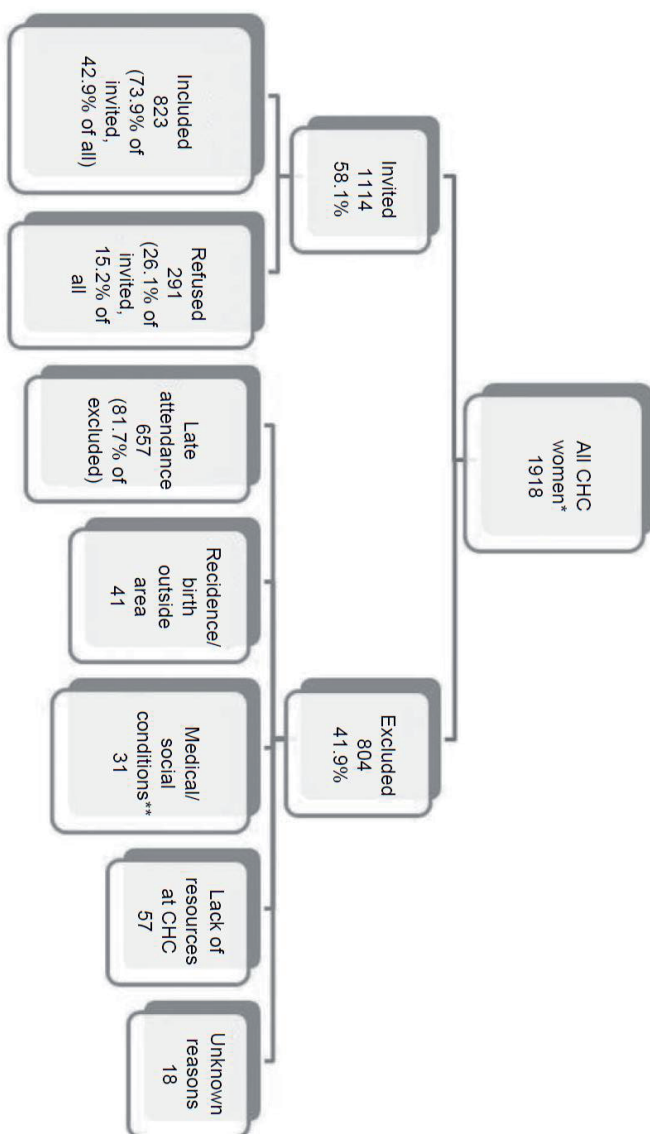 All CHC
women*
1918
Invited
1114
58.1%
Excluded
804
41.9%
Included
823
(73.9% of
invited,
42.9% of all)
Refused
291
(26.1% of
invited,
15.2% of
all
Late
attendance
657
(81.7% of
excluded)
Recidence/
birth
outside
area
41
Medical/
social
conditions**
31
Lack of
resources
at CHC
57
Unknown
reasons
18